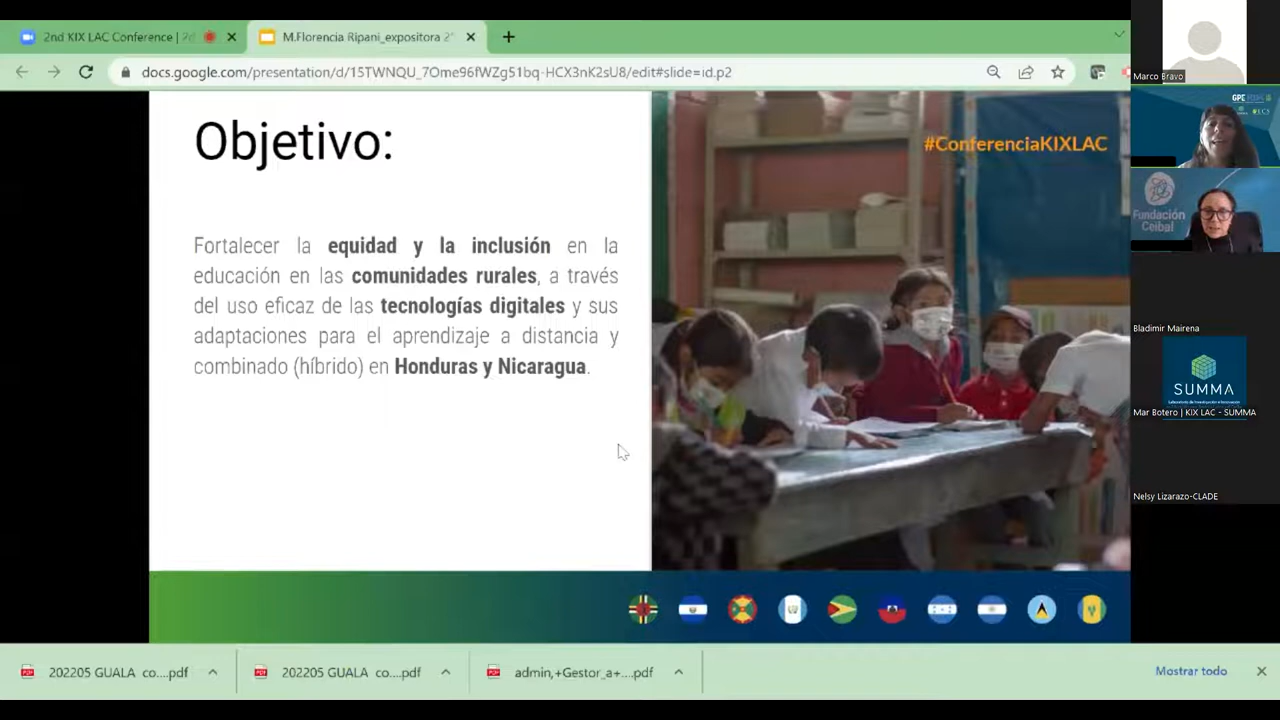 2nd KIX LAC Conference | 2d
M.Florencia Ripani_expositora 2°
docs.google.com/presentation/d/15TWNQU_7Ome96fWZg51bq-HCX3nK2sU8/edit#slide=id.p2
Objetivo:
#ConferenciaKIXLAC
Fortalecer la equidad y la inclusión en la
educación en las comunidades rurales, a través
del uso eficaz de las tecnologías digitales y sus
adaptaciones para el aprendizaje a distancia y
combinado (híbrido) en Honduras y Nicaragua.
202205 GUALA co....pdf
202205 GUALA co....pdf
admin,+Gestor_a+....pdf
Mostrar todo
Marco Bravo
GPE
Fundación
Ceibal
Bladimir Mairena
SUMMA
Mar Botero | KIX LAC - SUMMA
Nelsy Lizarazo-CLADE